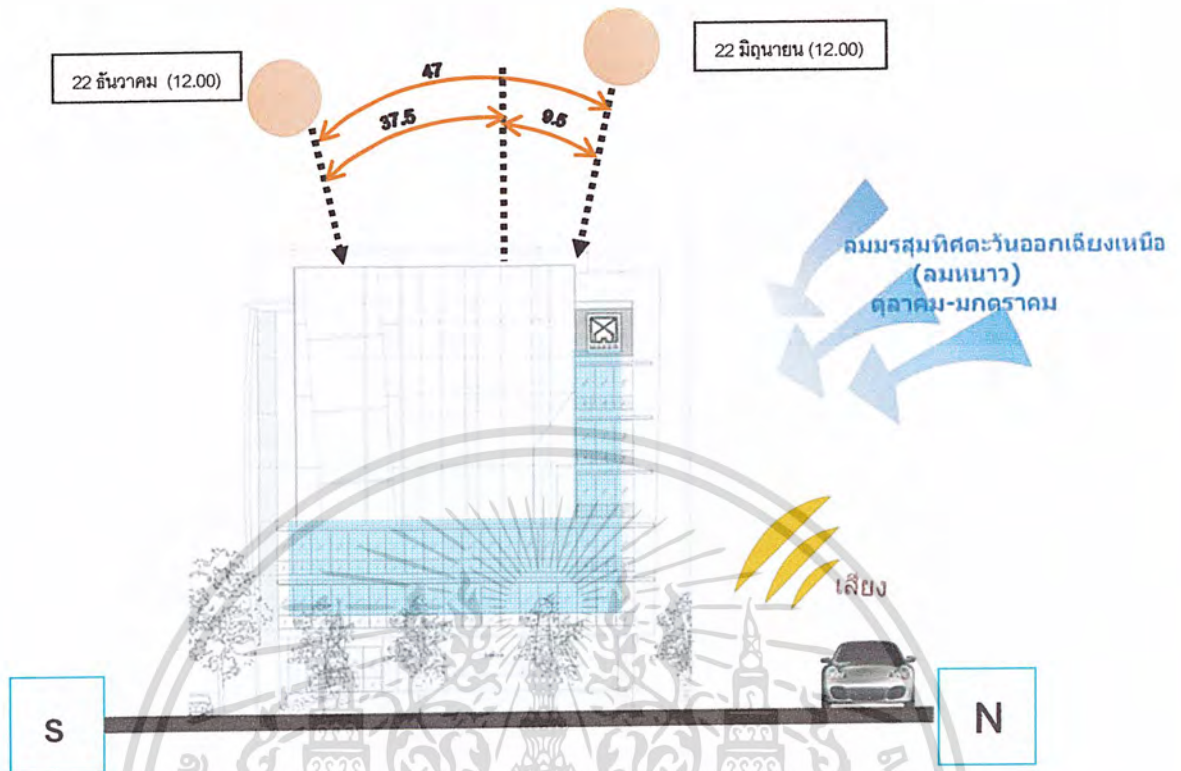 22 ธันวาคม (12.00)
22 มิถุนายน (12.00)
47
37.5
9.5
ลมมรสุมทิศตะวันออกเฉียงเหนือ
(ลมหนาว)
ตุลาคม-มกตราคม
เสียง
S
N